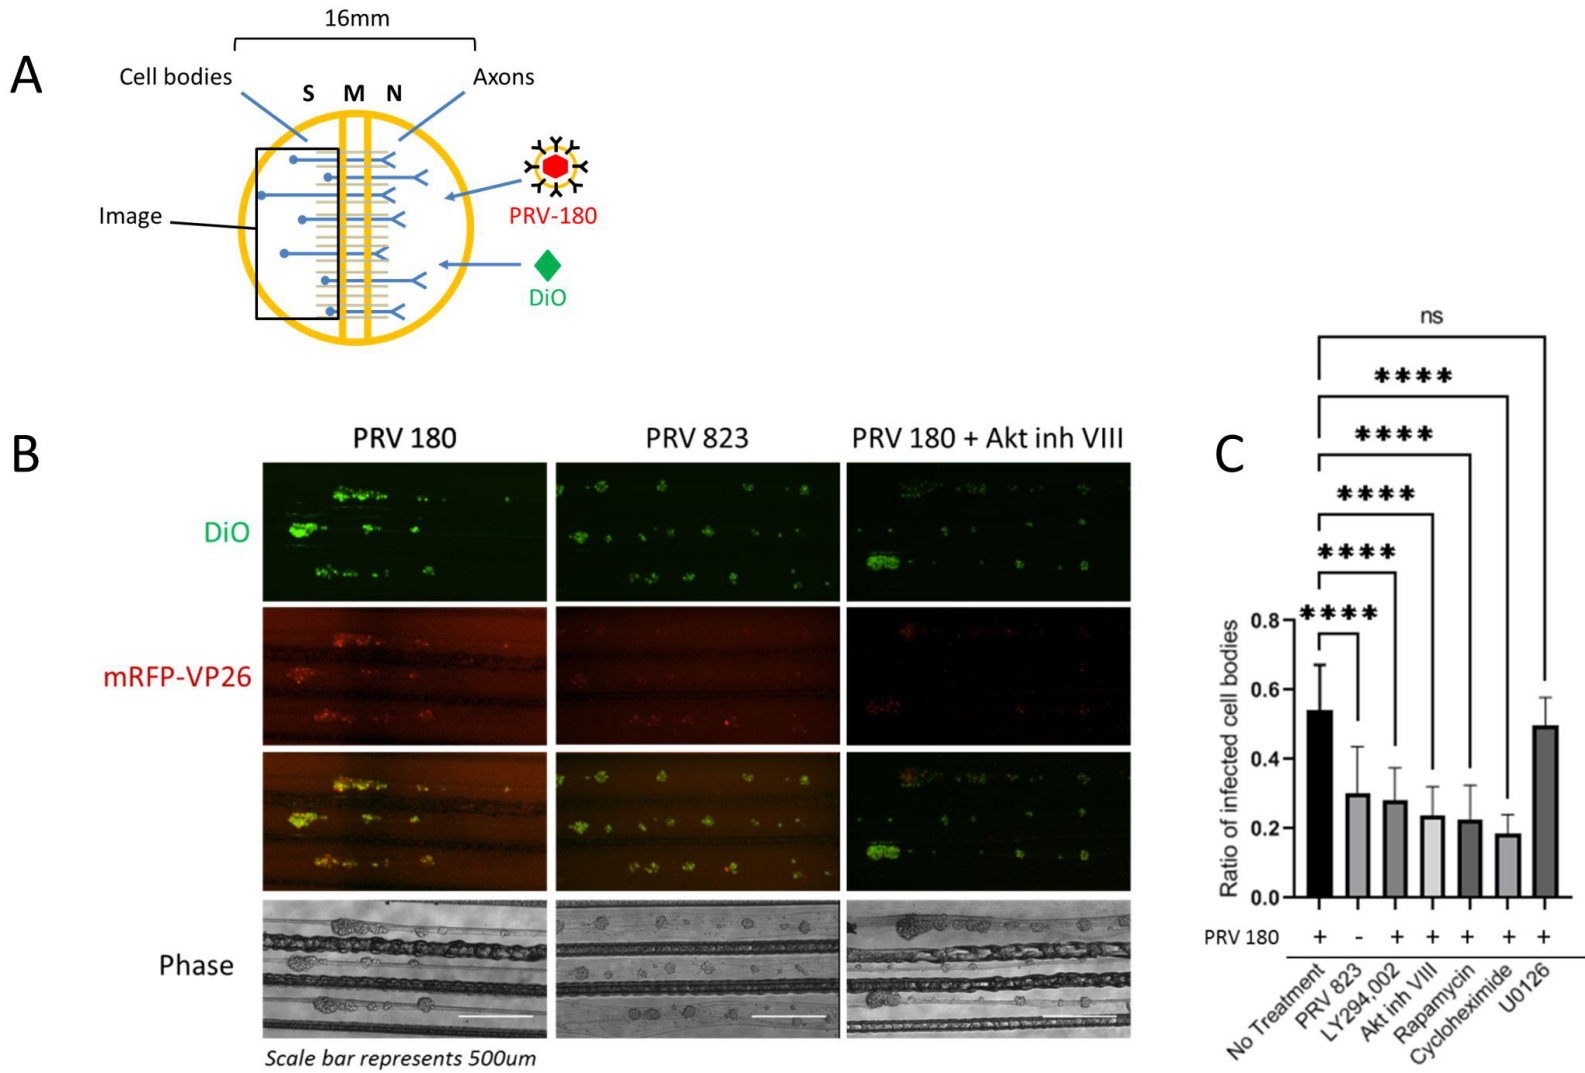 A
16mm
Cell bodies
Axons
S M N
Image
PRV-180
DiO
B
PRV 180
PRV 823
PRV 180 + Akt inh VIII
DiO
mRFP-VP26
Phase
Scale bar represents 500um
C
ns
****
****
****
****
****
Ratio of infected cell bodies
0.8
0.6
0.4
0.2
0.0
PRV 180 + - + + + + +
No Treatment
PRV 823
LY294,002
Akt inh VIII
Rapamycin
Cycloheximide
U0126